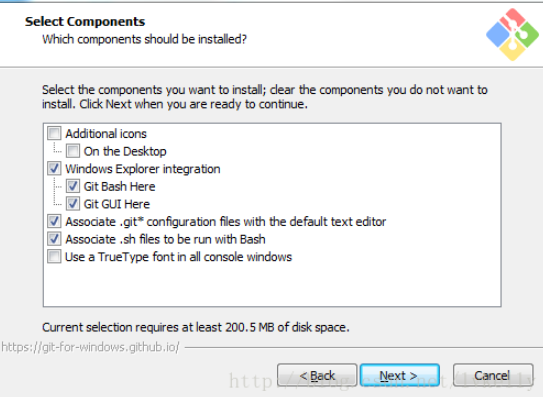 Select Components
Which components should be installed?
Select the components you want to install; clear the components you do not want to
install. Click Next when you are ready to continue.
Additional icons
On the Desktop
Windows Explorer integration
Git Bash Here
Git GUI Here
Associate .git* configuration files with the default text editor
Associate .sh files to be run with Bash
Use a TrueType font in all console windows
Current selection requires at least 200.5 MB of disk space.
https://git-for-windows.github.io/
< Back Next > Cancel